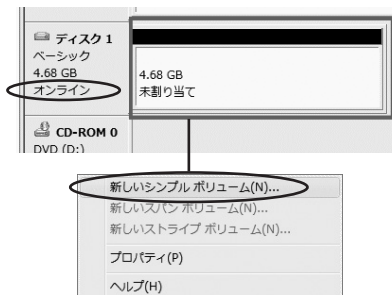 ディスク 1
ベーシック
4.68 GB
オンライン
4.68 GB
未割り当て
CD-ROM 0
DVD (D:)
新しいシンプル ボリューム(N)...
新しいスパン ボリューム(N)...
新しいストライプ ボリューム(N)...
プロパティ(P)
ヘルプ(H)